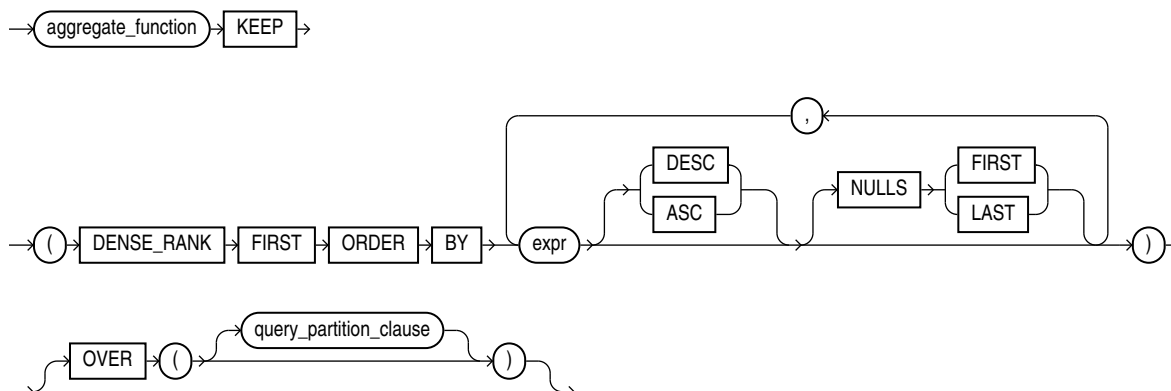 aggregate_function KEEP
,
DESC FIRST
NULLS
ASC LAST
( DENSE_RANK FIRST ORDER BY expr )
query_partition_clause
OVER ( )